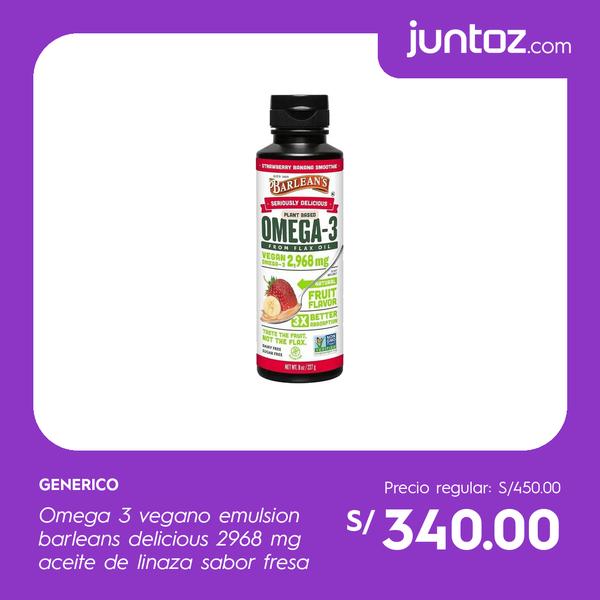 juntoz.com
STRAWBERRY BANANA SMOOTHIE
BARLEAN'S
SERIOUSLY DELICIOUS
PLANT BASED
OMEGA-3
FROM FLAX OIL
VEGAN
OMEGA-3 2,968 mg
NATURAL
FRUIT
FLAVOR
3X BETTER
ABSORPTION
TASTE THE FRUIT,
NOT THE FLAX.
DAIRY FREE
SUGAR FREE
NON
GMO
VERIFIED
NET WT. 8 oz / 227 g
GENERICO
Omega 3 vegano emulsion
barleans delicious 2968 mg
aceite de linaza sabor fresa
Precio regular: S/450.00
S/ 340.00